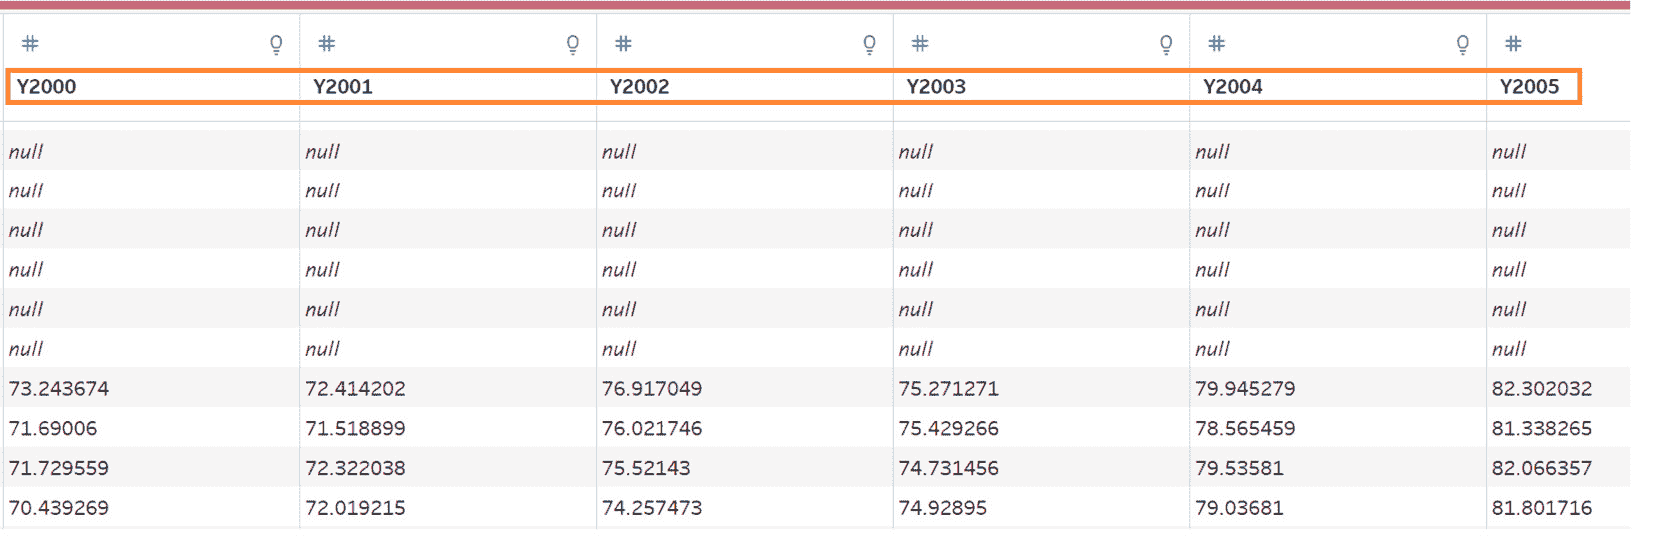 # # # # # #
Y2000 Y2001 Y2002 Y2003 Y2004 Y2005
null null null null null null
null null null null null null
null null null null null null
null null null null null null
null null null null null null
null null null null null null
73.243674 72.414202 76.917049 75.271271 79.945279 82.302032
71.69006 71.518899 76.021746 75.429266 78.565459 81.338265
71.729559 72.322038 75.52143 74.731456 79.53581 82.066357
70.439269 72.019215 74.257473 74.92895 79.03681 81.801716